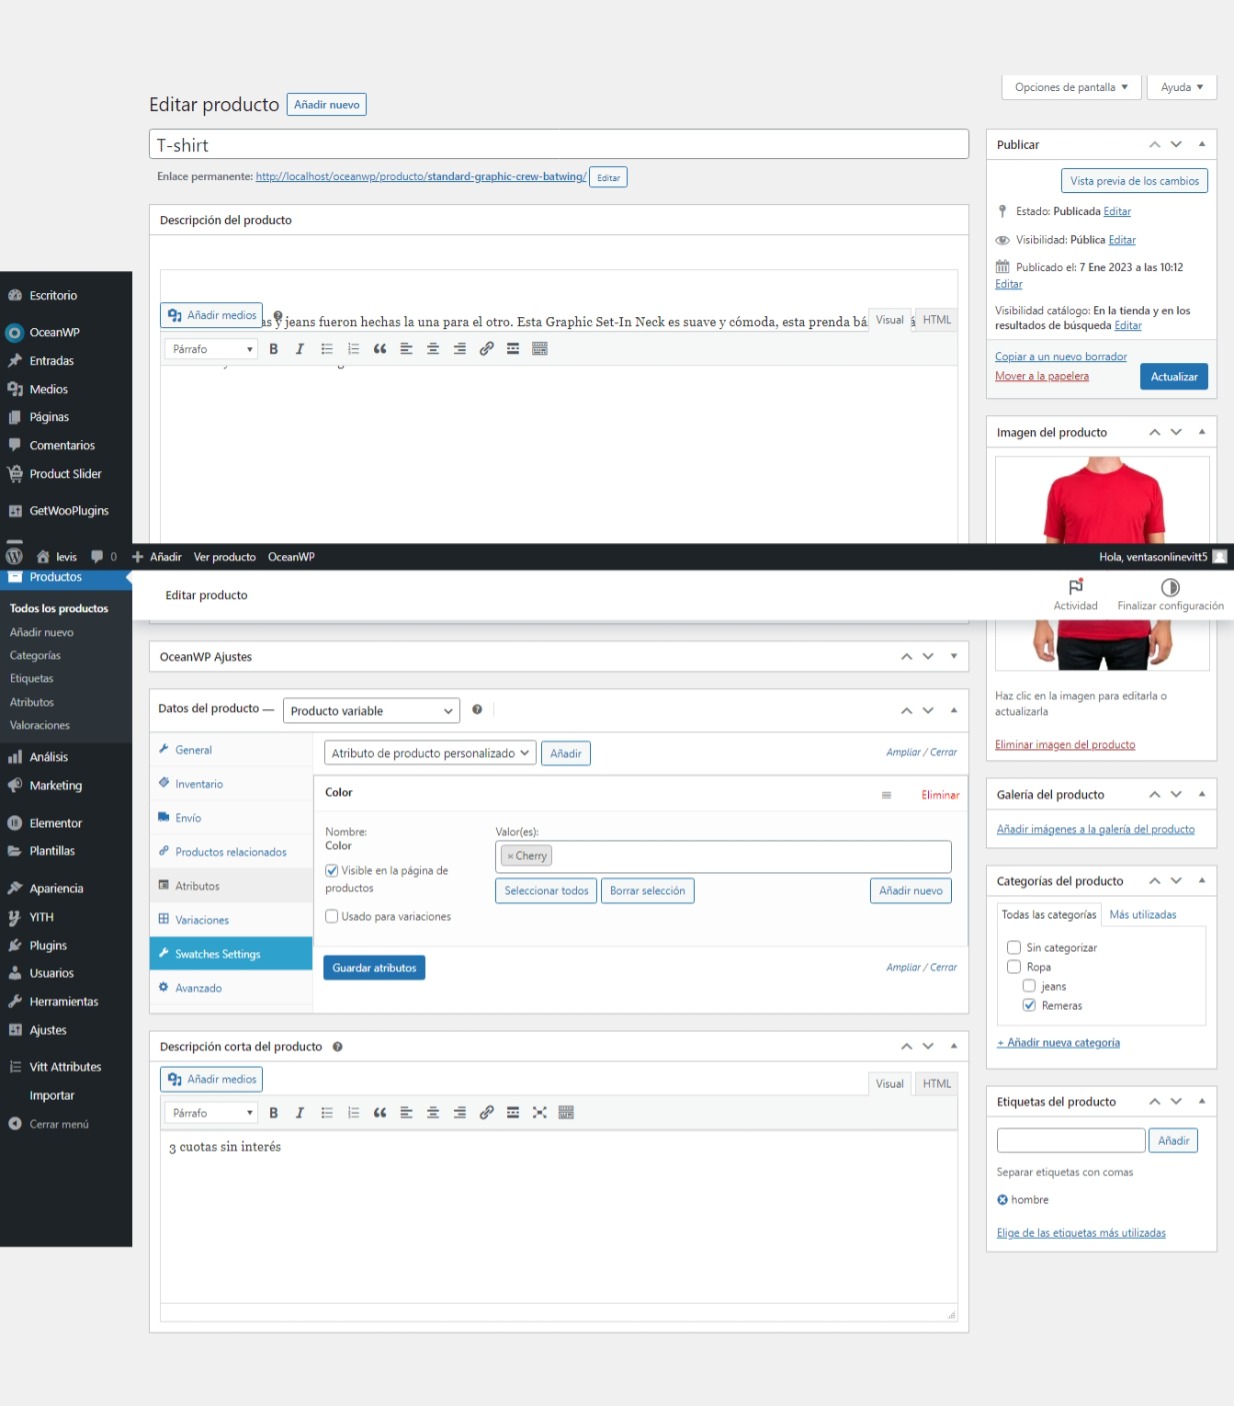 Opciones de pantalla ▼
Ayuda ▼
Editar producto
Añadir nuevo
T-shirt
Enlace permanente: http://localhost/oceanwp/producto/standard-graphic-crew-batwing/
Editar
Descripción del producto
Añadir medios
as y jeans fueron hechas la una para el otro. Esta Graphic Set-In Neck es suave y cómoda, esta prenda bá
Visual
HTML
Párrafo
Publicar
Vista previa de los cambios
Estado: Publicada Editar
Visibilidad: Pública Editar
Publicado el: 7 Ene 2023 a las 10:12
Editar
Visibilidad catálogo: En la tienda y en los
resultados de búsqueda Editar
Copiar a un nuevo borrador
Mover a la papelera
Actualizar
Imagen del producto
Escritorio
OceanWP
Entradas
Medios
Páginas
Comentarios
Product Slider
GetWooPlugins
levis
0
Añadir
Ver producto
OceanWP
Hola, ventasonlinevitt5
Productos
Todos los productos
Añadir nuevo
Categorías
Etiquetas
Atributos
Valoraciones
Análisis
Marketing
Elementor
Plantillas
Apariencia
YITH
Plugins
Usuarios
Herramientas
Ajustes
Vitt Attributes
Importar
Cerrar menú
Editar producto
Actividad
Finalizar configuración
OceanWP Ajustes
Datos del producto —
Producto variable
General
Inventario
Envío
Productos relacionados
Atributos
Variaciones
Swatches Settings
Avanzado
Atributo de producto personalizado
Añadir
Ampliar / Cerrar
Color
Eliminar
Nombre:
Color
Visible en la página de
productos
Usado para variaciones
Valor(es):
× Cherry
Seleccionar todos
Borrar selección
Añadir nuevo
Guardar atributos
Ampliar / Cerrar
Descripción corta del producto
Añadir medios
Visual
HTML
Párrafo
3 cuotas sin interés
Haz clic en la imagen para editarla o
actualizarla
Eliminar imagen del producto
Galería del producto
Añadir imágenes a la galería del producto
Categorías del producto
Todas las categorías
Más utilizadas
Sin categorizar
Ropa
jeans
Remeras
+ Añadir nueva categoría
Etiquetas del producto
Añadir
Separar etiquetas con comas
hombre
Elige de las etiquetas más utilizadas